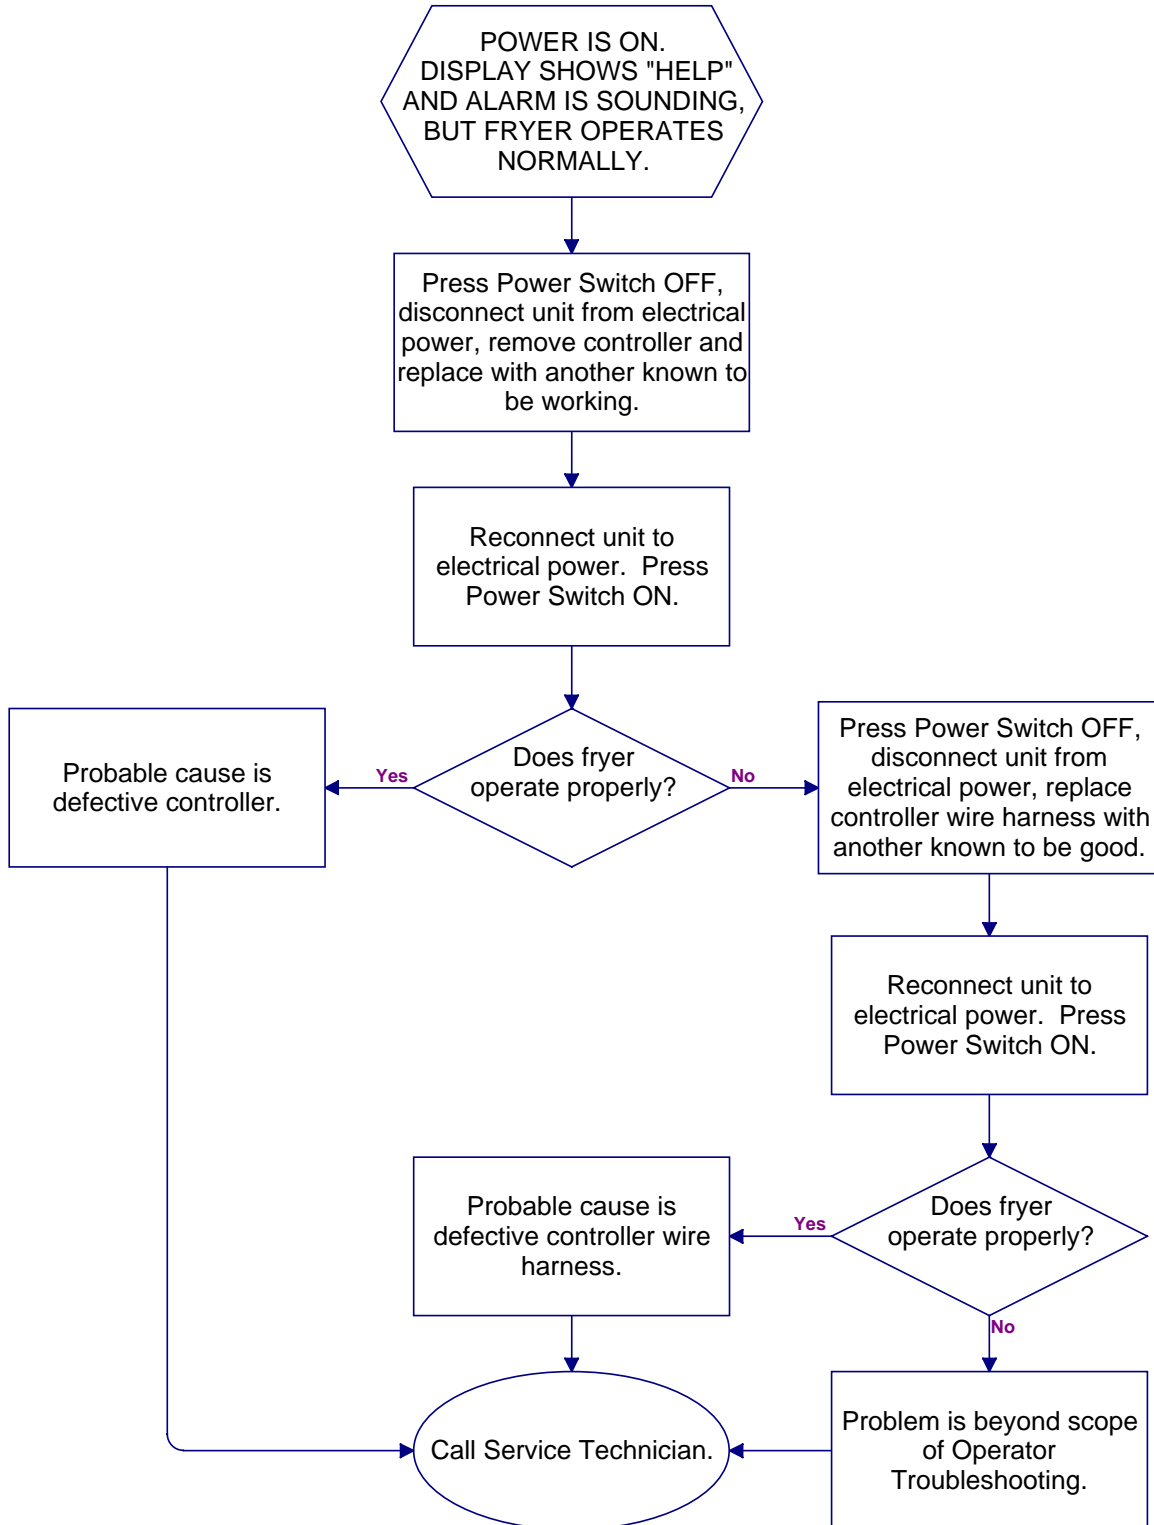 POWER IS ON.
DISPLAY SHOWS "HELP"
AND ALARM IS SOUNDING,
BUT FRYER OPERATES
NORMALLY.
Press Power Switch OFF,
disconnect unit from electrical
power, remove controller and
replace with another known to
be working.
Reconnect unit to
electrical power.  Press
Power Switch ON.
Does fryer
operate properly?
Yes
No
Probable cause is
defective controller.
Press Power Switch OFF,
disconnect unit from
electrical power, replace
controller wire harness with
another known to be good.
Reconnect unit to
electrical power.  Press
Power Switch ON.
Does fryer
operate properly?
Yes
No
Probable cause is
defective controller wire
harness.
Problem is beyond scope
of Operator
Troubleshooting.
Call Service Technician.